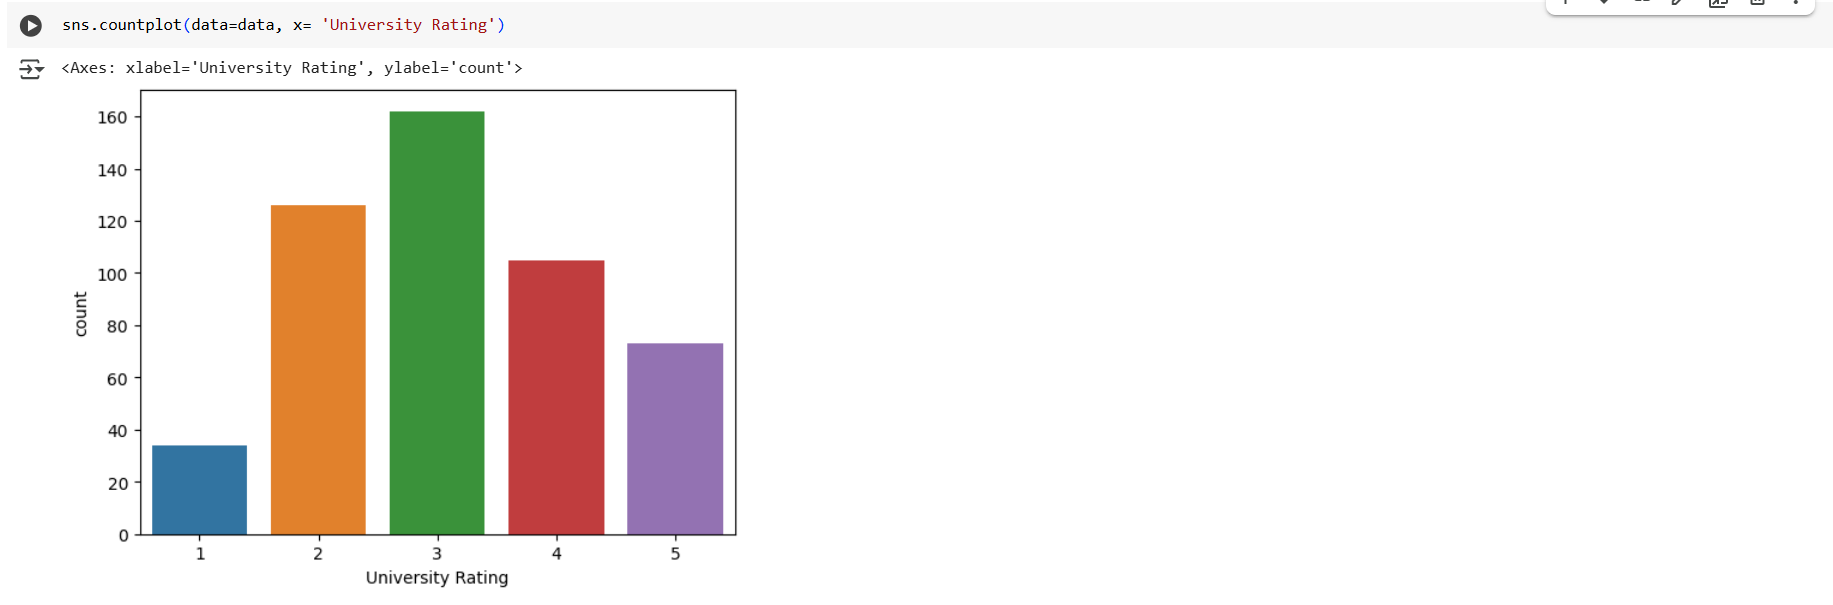 sns.countplot(data=data, x= 'University Rating')
<Axes: xlabel='University Rating', ylabel='count'>
160
140
120
100
80
60
40
20
0
count
1 2 3 4 5
University Rating